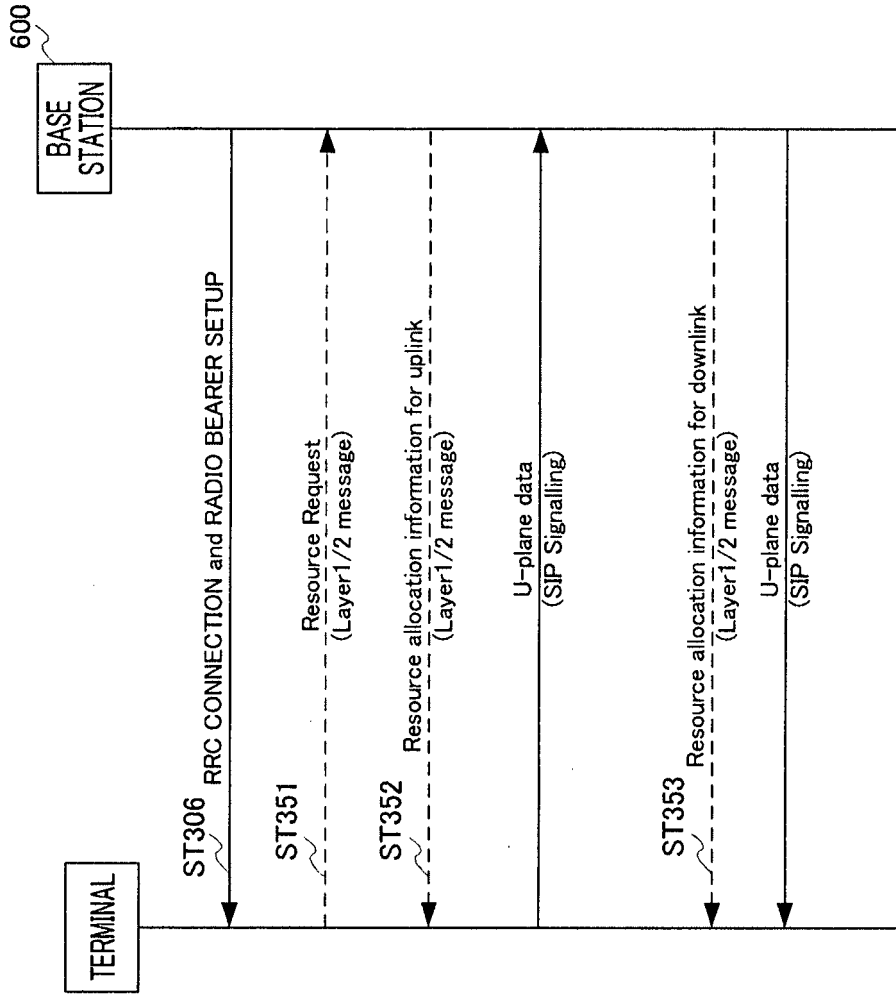 TERMINAL
BASE
STATION
600
ST306
RRC CONNECTION and RADIO BEARER SETUP
ST351
Resource Request
(Layer1/2 message)
ST352
Resource allocation information for uplink
(Layer1/2 message)
U-plane data
(SIP Signalling)
ST353
Resource allocation information for downlink
(Layer1/2 message)
U-plane data
(SIP Signalling)